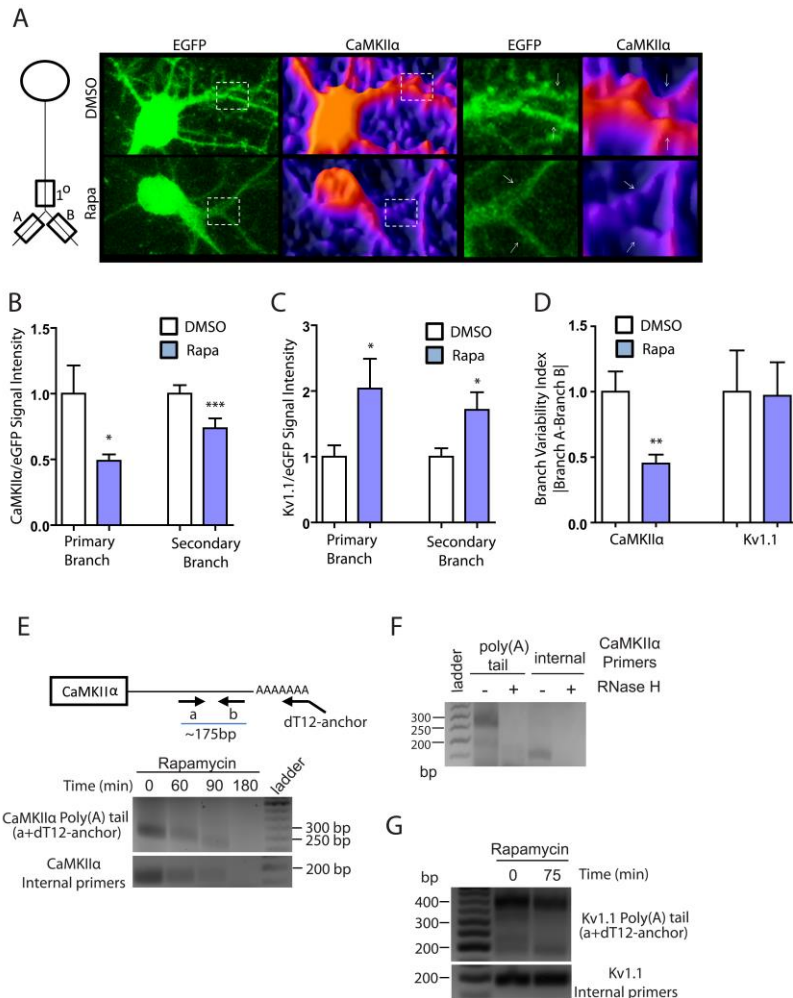 A
EGFP CaMKIIα EGFP CaMKIIα
DMSO
Rapa
1°
A B
B
DMSO
Rapa
CaMKIIα/eGFP Signal Intensity
1.5
1.0
0.5
0.0
*
***
Primary Branch
Secondary Branch
C
DMSO
Rapa
Kv1.1/eGFP Signal Intensity
3
2
1
0
*
*
Primary Branch
Secondary Branch
D
DMSO
Rapa
Branch Variability Index
|Branch A-Branch B|
1.5
1.0
0.5
0.0
**
CaMKIIα Kv1.1
E
CaMKIIα
AAAAAAA
a b
dT12-anchor
~175bp
Rapamycin
Time (min) 0 60 90 180 ladder
CaMKIIα Poly(A) tail
(a+dT12-anchor)
300 bp
250 bp
CaMKIIα
Internal primers
200 bp
F
ladder
poly(A) tail
internal
CaMKIIα
Primers
- + - + RNase H
300
250
200
bp
G
Rapamycin
bp 0 75 Time (min)
400
300
200
Kv1.1 Poly(A) tail
(a+dT12-anchor)
200
Kv1.1
Internal primers